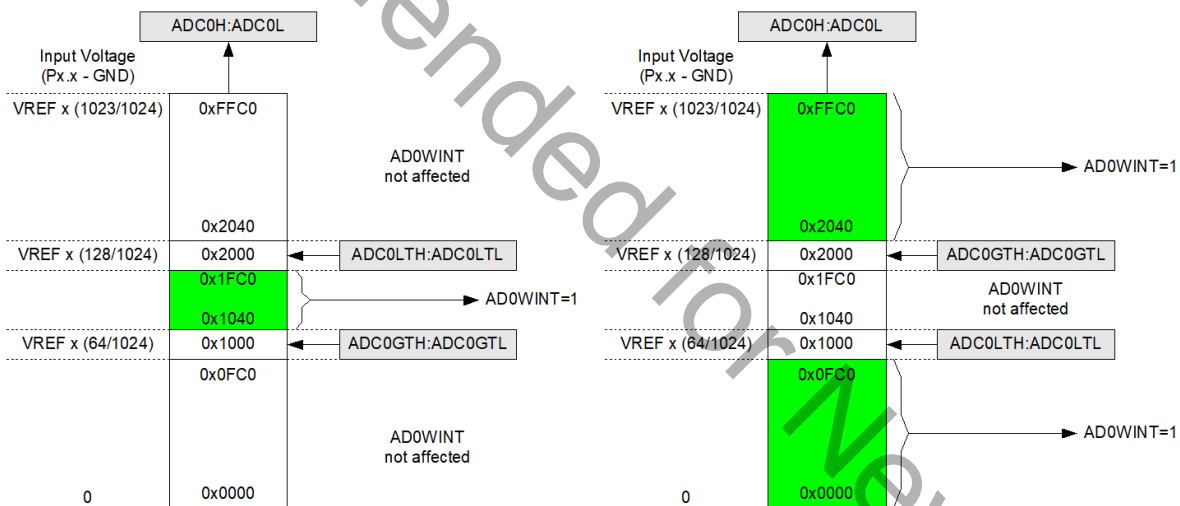 ADC0H:ADC0L
Input Voltage
(Px.x - GND)
VREF x (1023/1024)
0xFFC0
AD0WINT
not affected
0x2040
VREF x (128/1024)
0x2000
ADC0LTH:ADC0LTL
0x1FC0
AD0WINT=1
0x1040
VREF x (64/1024)
0x1000
ADC0GTH:ADC0GTL
0x0FC0
AD0WINT
not affected
0
0x0000
ADC0H:ADC0L
Input Voltage
(Px.x - GND)
VREF x (1023/1024)
0xFFC0
AD0WINT=1
0x2040
VREF x (128/1024)
0x2000
ADC0GTH:ADC0GTL
0x1FC0
AD0WINT
not affected
0x1040
VREF x (64/1024)
0x1000
ADC0LTH:ADC0LTL
0x0FC0
AD0WINT=1
0
0x0000
for